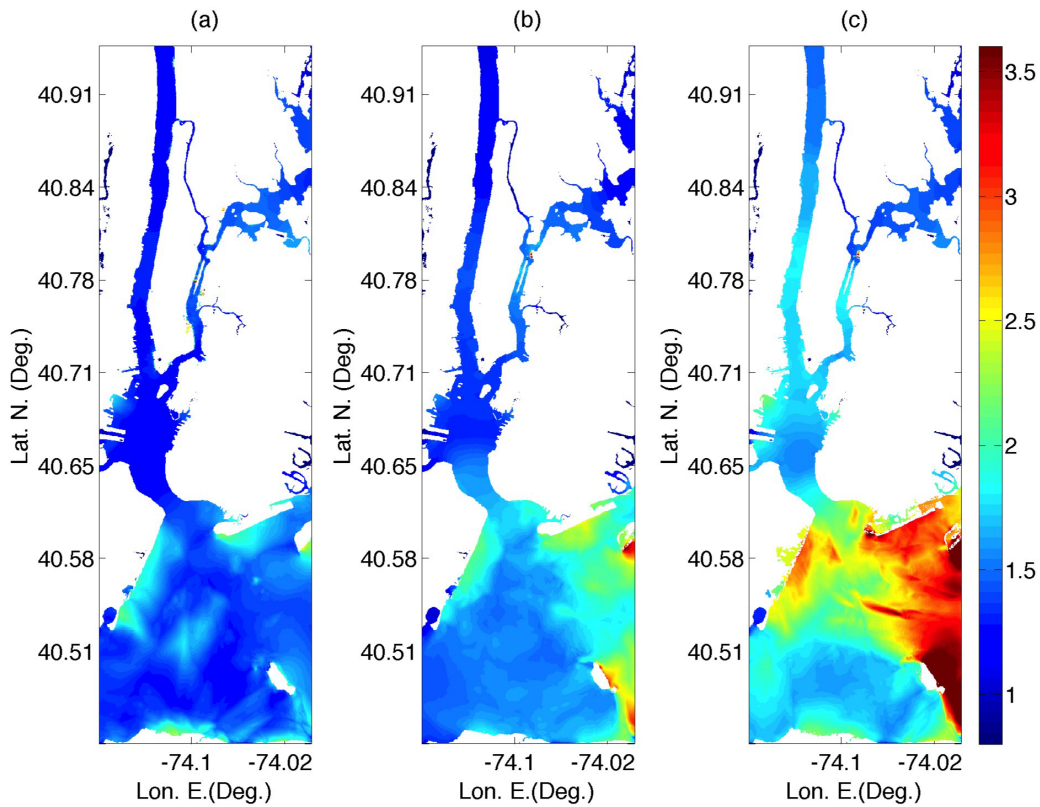 (a) (b) (c)
40.91 40.91 40.91 3.5
40.84 40.84 40.84 3
40.78 40.78 40.78 2.5
40.71 40.71 40.71
40.65 40.65 40.65 2
40.58 40.58 40.58 1.5
40.51 40.51 40.51 1
Lat. N. (Deg.) Lat. N. (Deg.) Lat. N. (Deg.)
-74.1 -74.02 -74.1 -74.02 -74.1 -74.02
Lon. E.(Deg.) Lon. E.(Deg.) Lon. E.(Deg.)